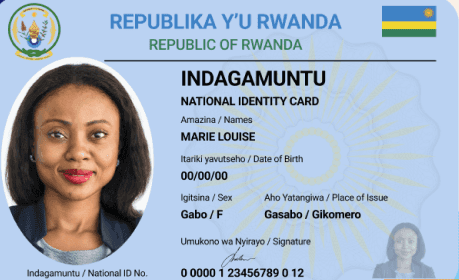 REPUBLIKA Y'U RWANDA
REPUBLIC OF RWANDA
INDAGAMUNTU
NATIONAL IDENTITY CARD
Amazina / Names
MARIE LOUISE
Itariki yavutseho / Date of Birth
00/00/00
Igitsina / Sex Aho Yatangiwa / Place of Issue
Gabo / F Gasabo / Gikomero
Umukono wa Nyirayo / Signature
Indagamuntu / National ID No. 0 0000 1 23456789 0 12